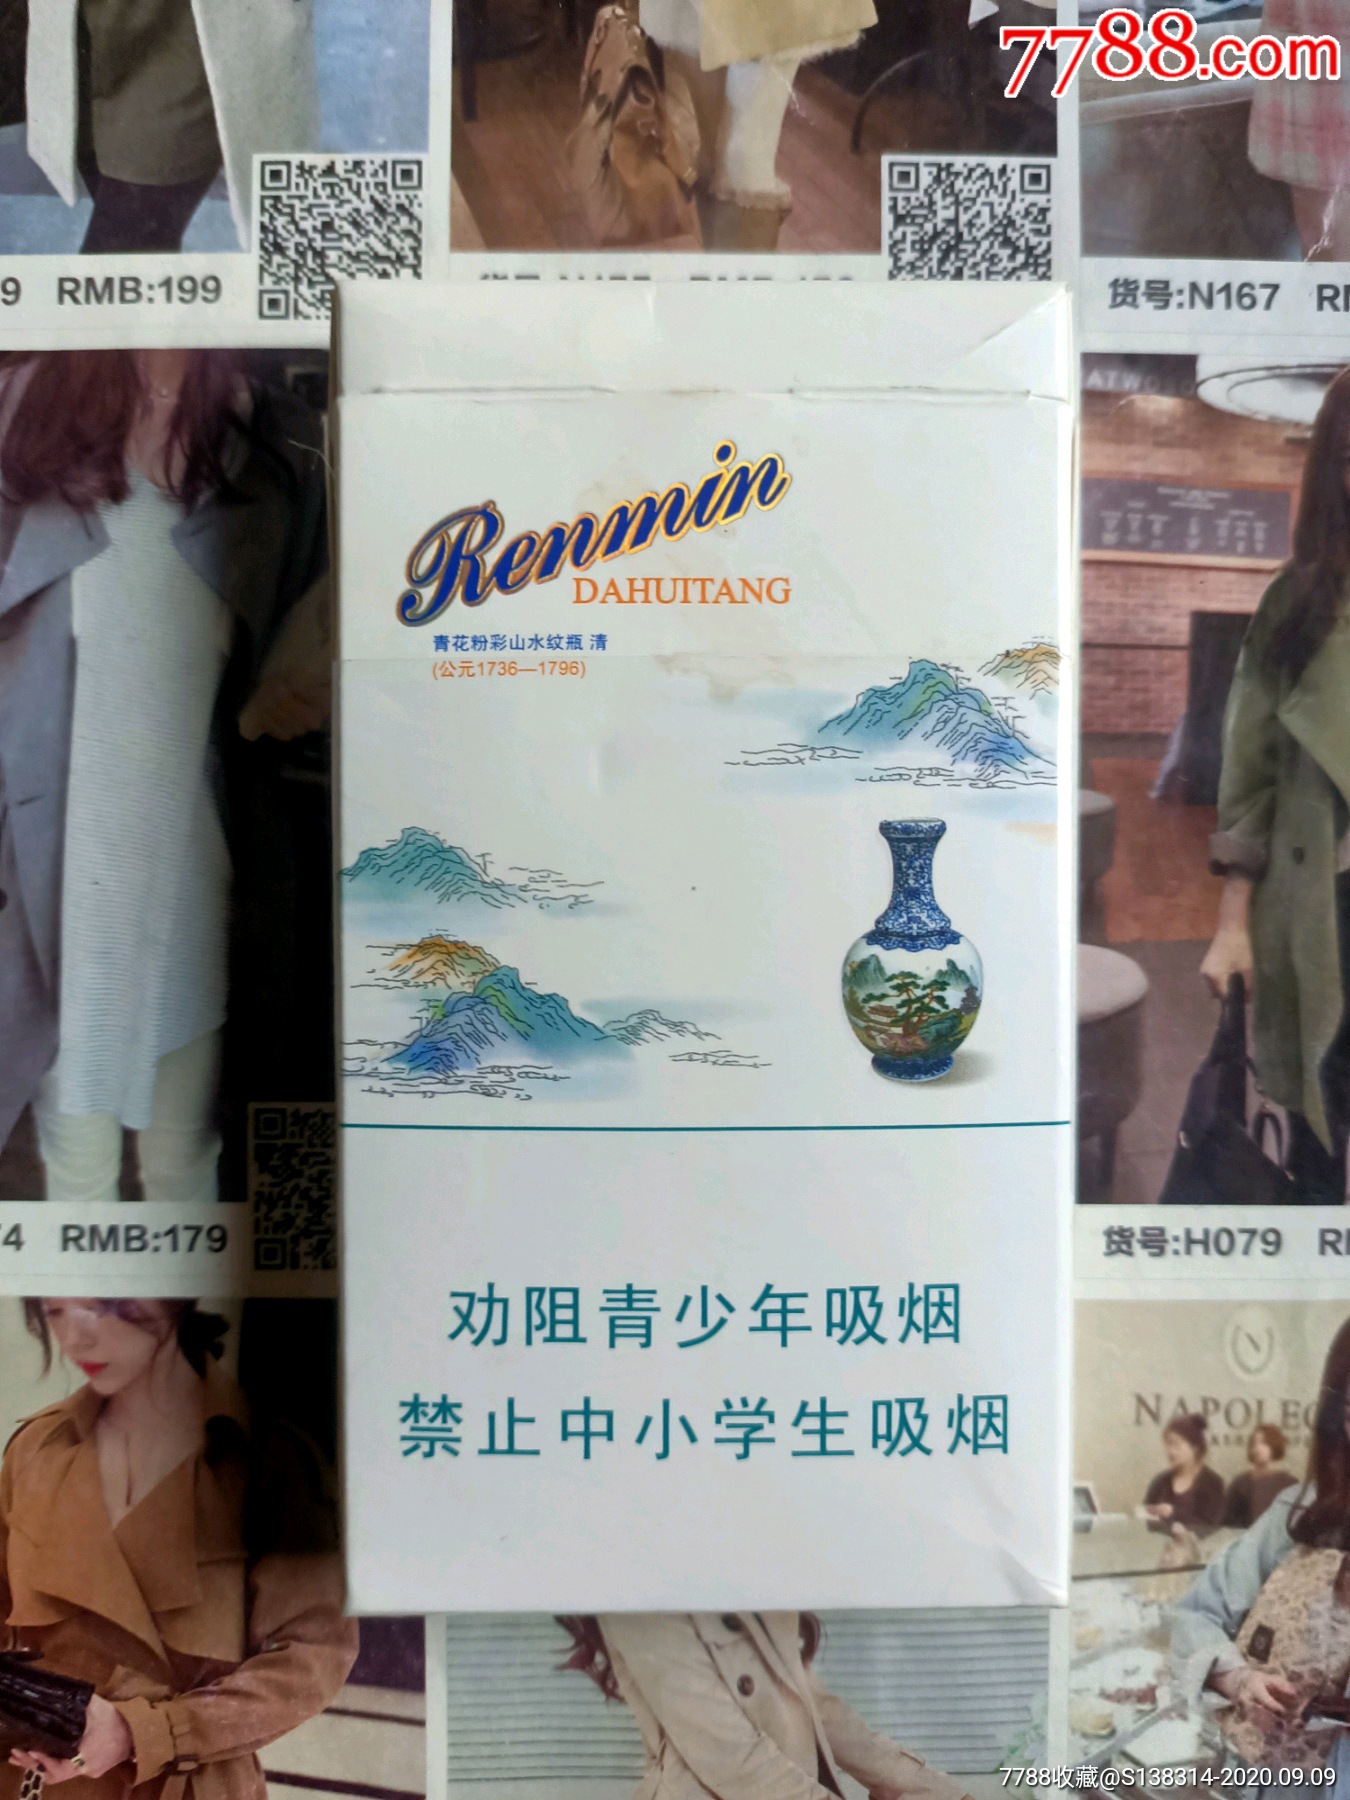 7788.com
9 RMB:199
货号:N167
Renmin
DAHUITANG
青花粉彩山水纹瓶 清
(公元1736—1796)
4 RMB:179
货号:H079
劝阻青少年吸烟
禁止中小学生吸烟
7788收藏@S138314-2020.09.09